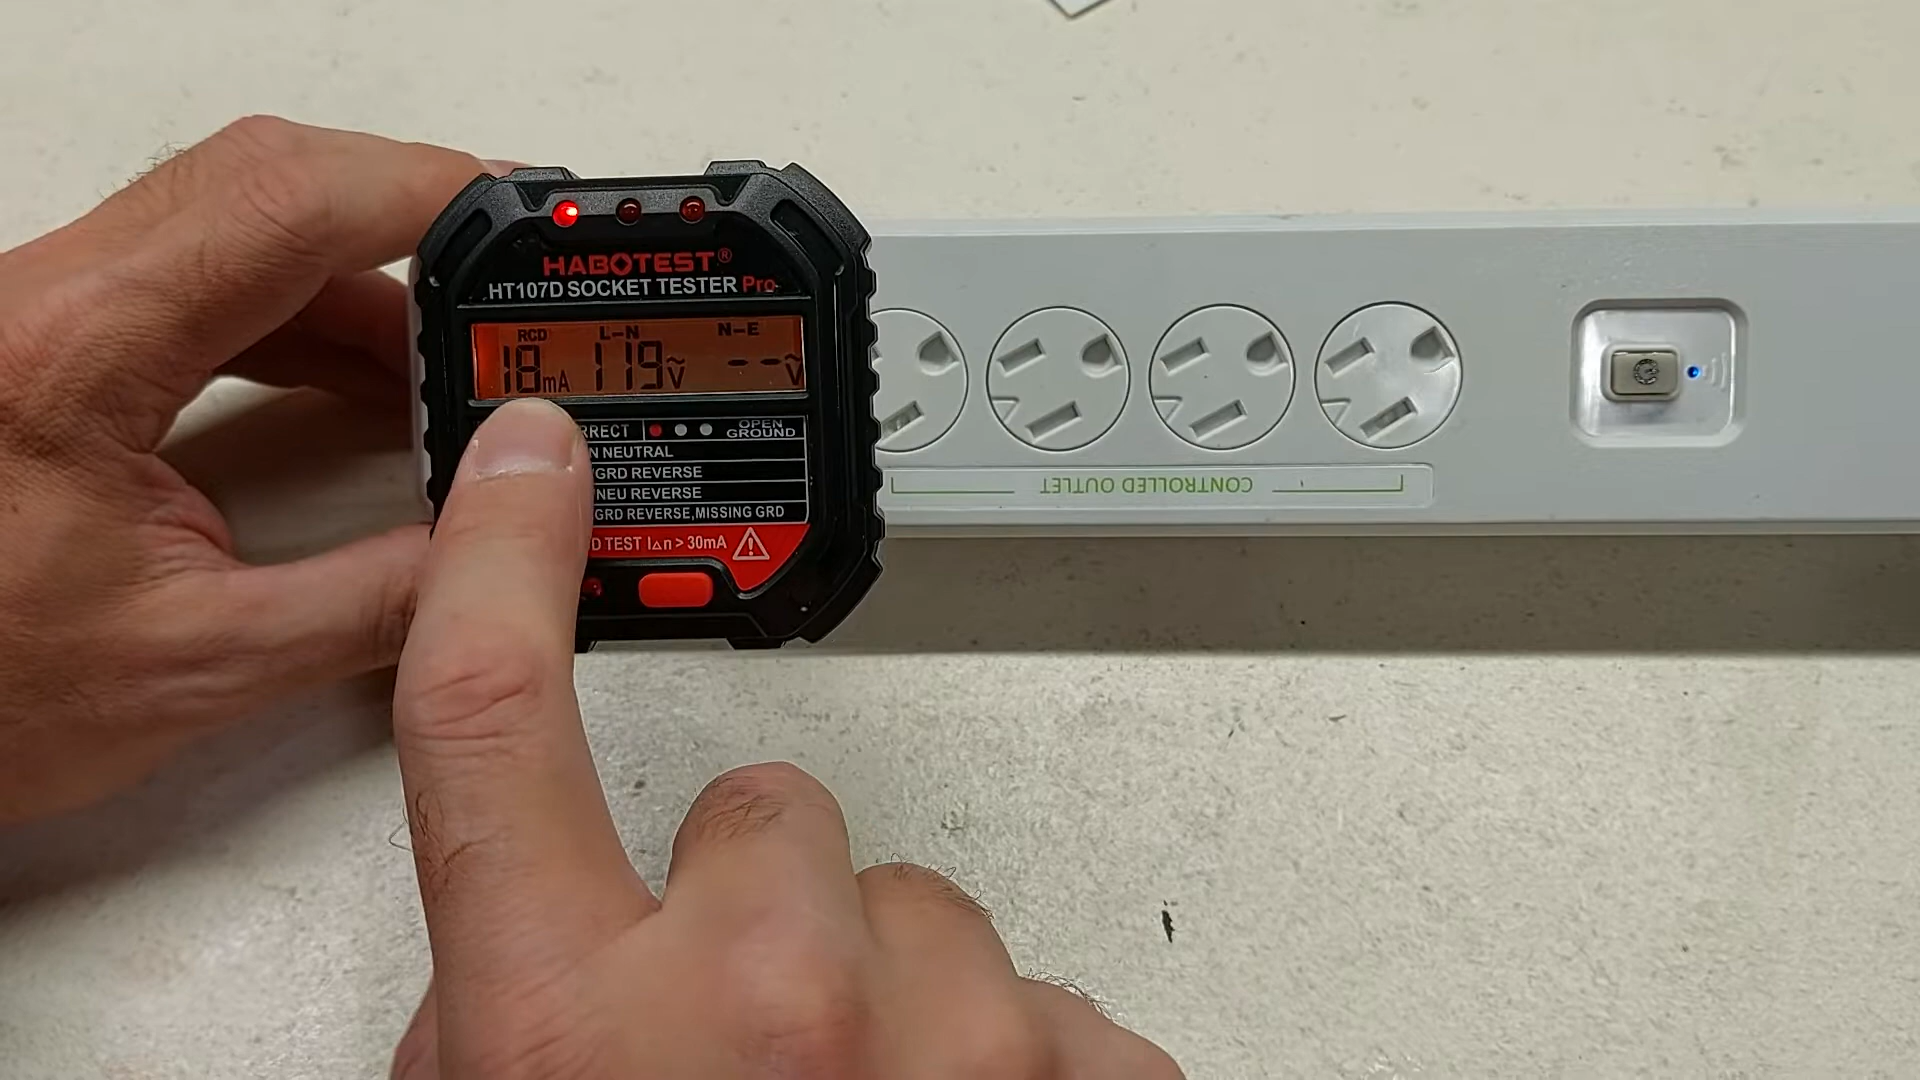 HABOTEST®
HT107D SOCKET TESTER Pro
RCD L-N N-E
18mA 119V --V
RRECT OPEN GROUND
N NEUTRAL
/GRD REVERSE
/NEU REVERSE
GRD REVERSE,MISSING GRD
D TEST I△n > 30mA
CONTROLLED OUTLET